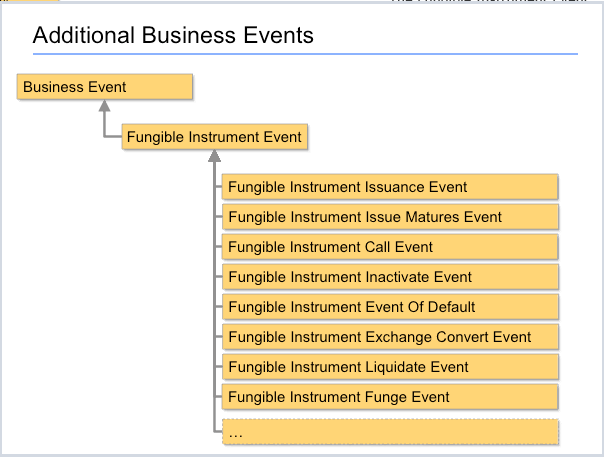 Additional Business Events
Business Event
Fungible Instrument Event
Fungible Instrument Issuance Event
Fungible Instrument Issue Matures Event
Fungible Instrument Call Event
Fungible Instrument Inactivate Event
Fungible Instrument Event Of Default
Fungible Instrument Exchange Convert Event
Fungible Instrument Liquidate Event
Fungible Instrument Funge Event
...